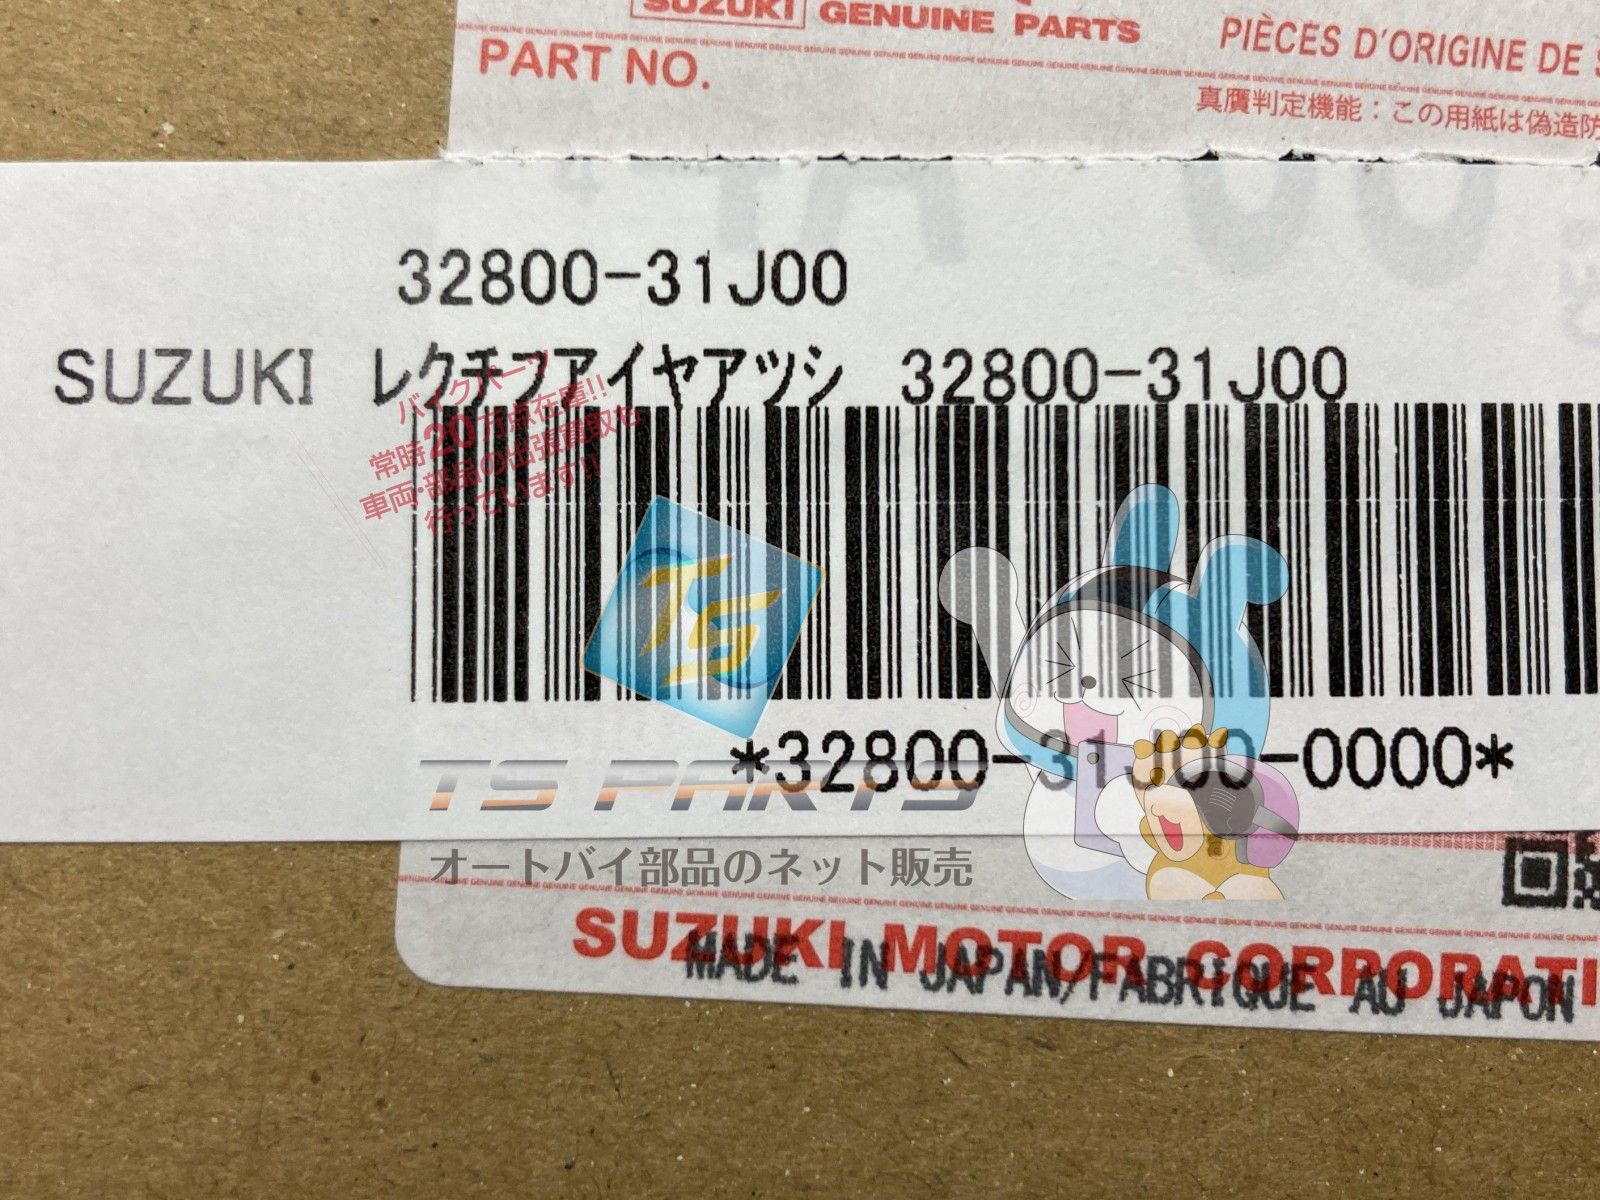 SUZUKI GENUINE PARTS
PIÈCES D'ORIGINE DE S
PART NO.
真贋判定機能：この用紙は偽造防
32800-31J00
SUZUKI レクチフアイヤアツシ 32800-31J00
バイクパーツ
常時20万点在庫!!
車両・部品の出張買取も
行っています!!
TS
*32800-31J00-0000*
TS PARTS
オートバイ部品のネット販売
SUZUKI MOTOR CORPORATI
MADE IN JAPAN/FABRIQUE AU JAPON